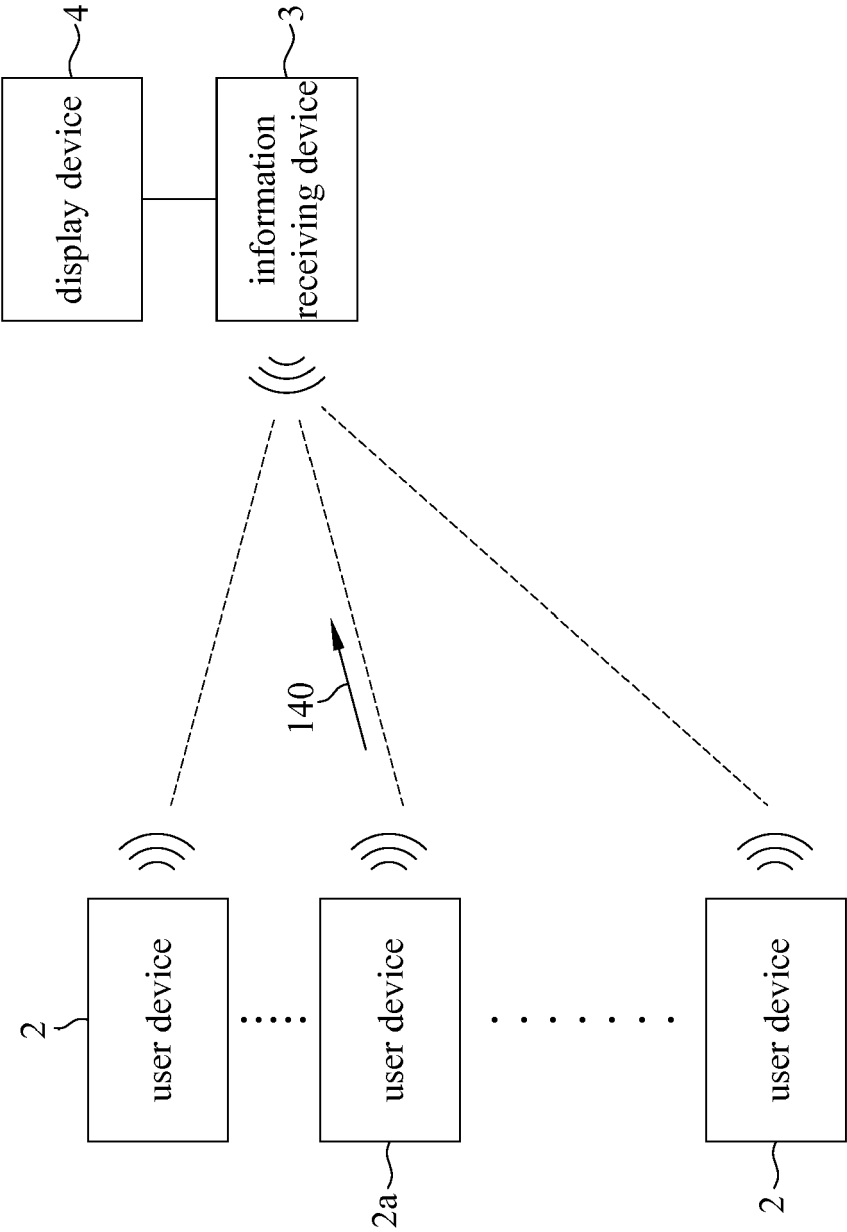 4
display device
3
information
receiving device
140
2
user device
2a
user device
2
user device